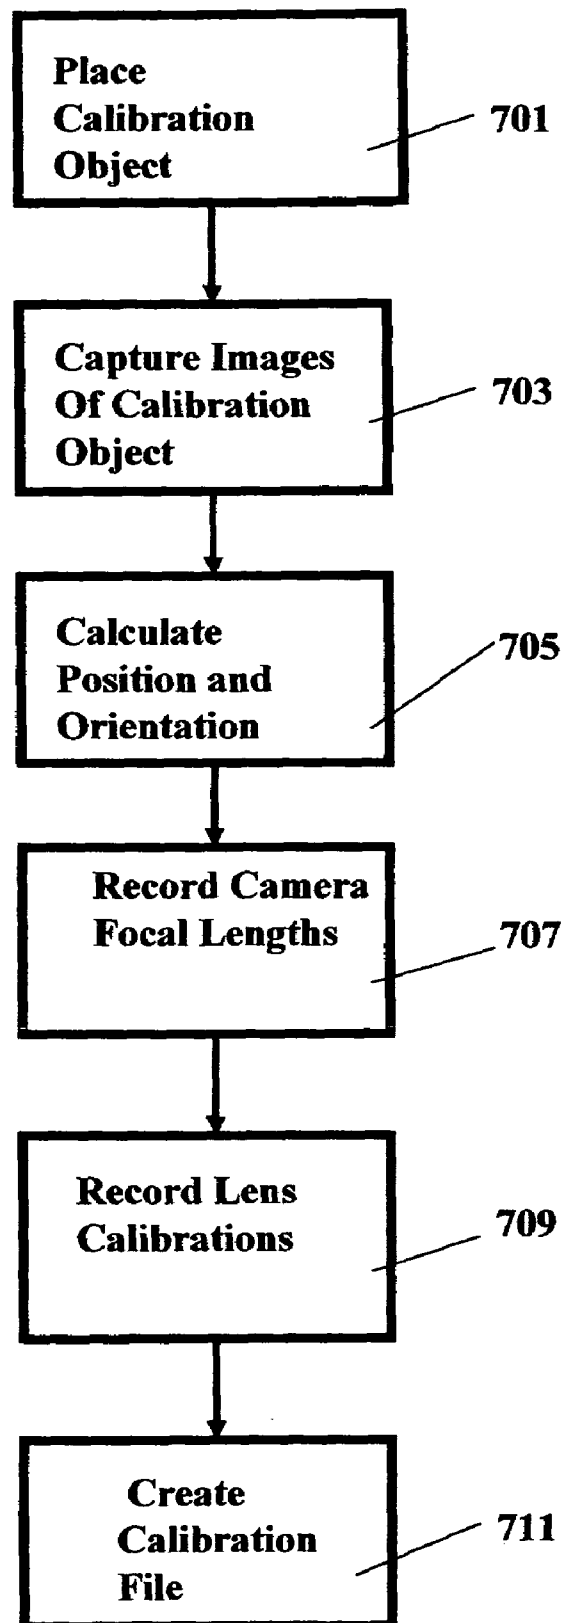 Place
Calibration
Object
701
Capture Images
Of Calibration
Object
703
Calculate
Position and
Orientation
705
Record Camera
Focal Lengths
707
Record Lens
Calibrations
709
Create
Calibration
File
711